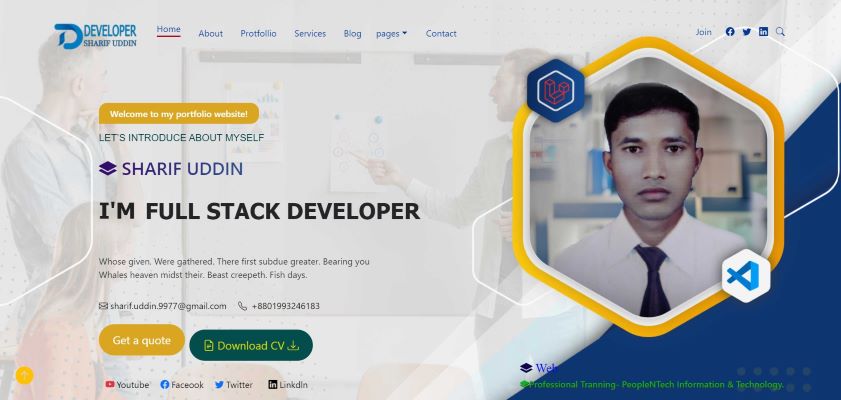 DEVELOPER
SHARIF UDDIN
Home About Protfollio Services Blog pages Contact Join
Welcome to my portfolio website!
LET'S INTRODUCE ABOUT MYSELF
SHARIF UDDIN
I'M FULL STACK DEVELOPER
Whose given. Were gathered. There first subdue greater. Bearing you
Whales heaven midst their. Beast creepeth. Fish days.
sharif.uddin.9977@gmail.com +8801993246183
Get a quote Download CV
Youtube Faceook Twitter LinkdIn
Web
Professional Tranning- PeopleNTech Information & Technology.